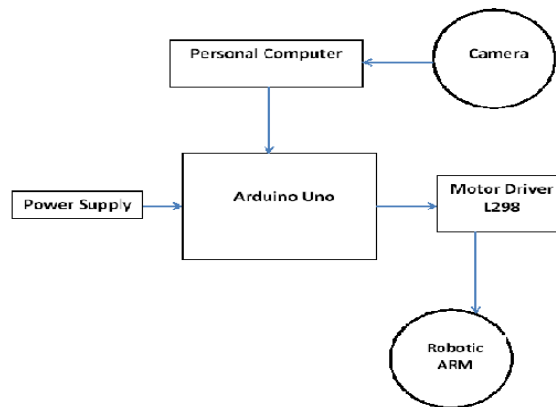 Personal Computer
Camera
Power Supply
Arduino Uno
Motor Driver
L298
Robotic
ARM